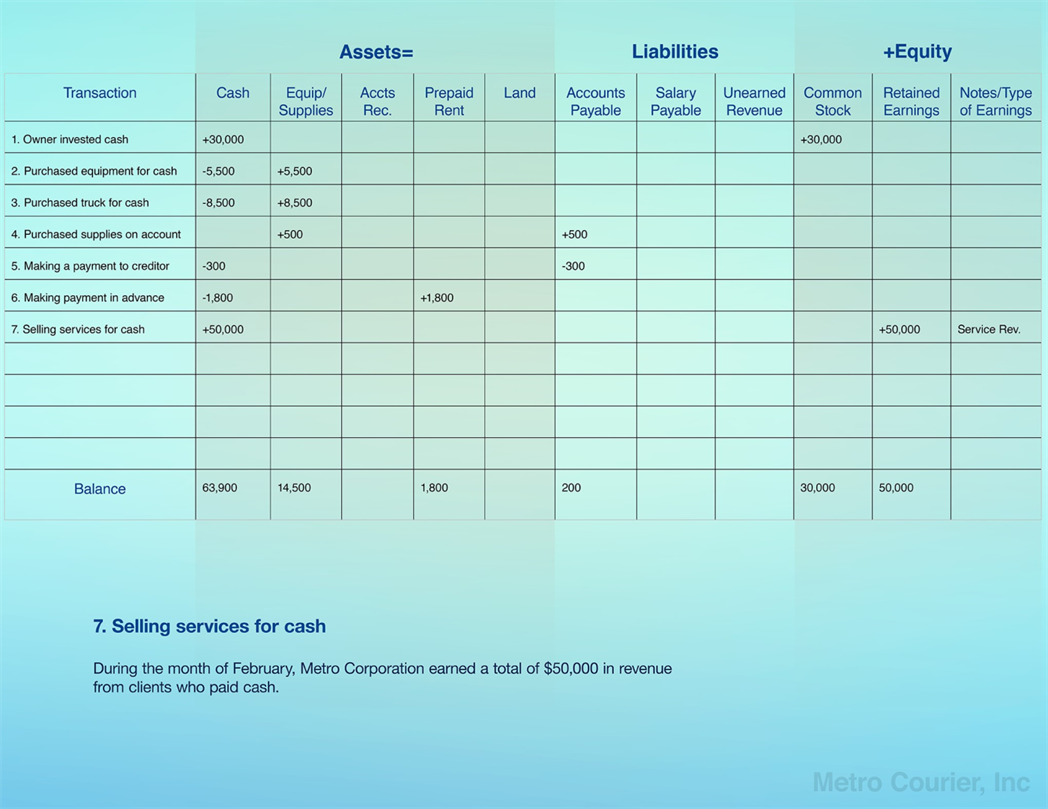 Assets= Liabilities +Equity
Transaction Cash Equip/ Supplies Accts Rec. Prepaid Rent Land Accounts Payable Salary Payable Unearned Revenue Common Stock Retained Earnings Notes/Type of Earnings
1. Owner invested cash +30,000 +30,000
2. Purchased equipment for cash -5,500 +5,500
3. Purchased truck for cash -8,500 +8,500
4. Purchased supplies on account +500 +500
5. Making a payment to creditor -300 -300
6. Making payment in advance -1,800 +1,800
7. Selling services for cash +50,000 +50,000 Service Rev.
Balance 63,900 14,500 1,800 200 30,000 50,000
7. Selling services for cash
During the month of February, Metro Corporation earned a total of $50,000 in revenue
from clients who paid cash.
Metro Courier, Inc